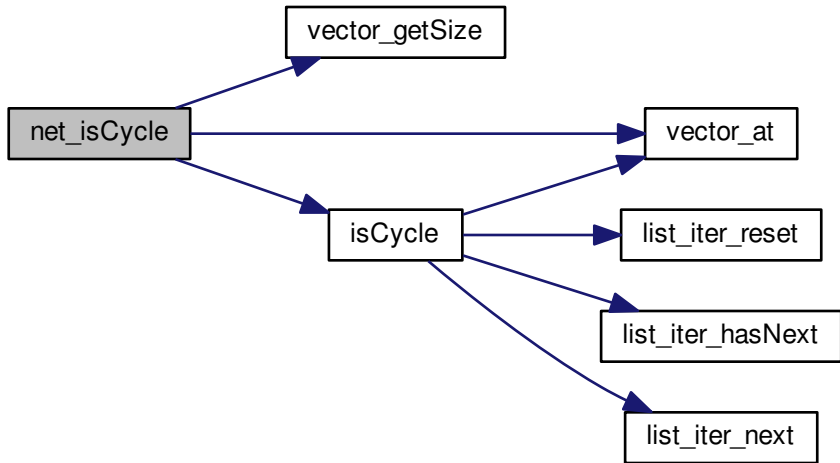 vector_getSize
net_isCycle
vector_at
isCycle
list_iter_reset
list_iter_hasNext
list_iter_next